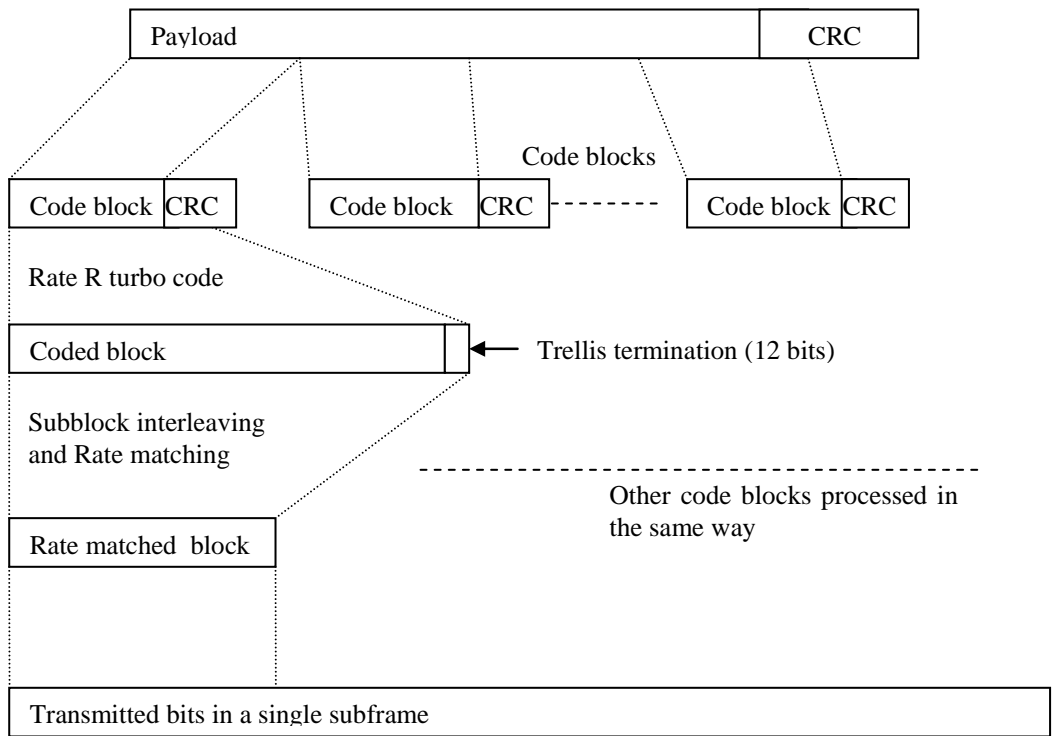 Payload CRC
Code blocks
Code block CRC Code block CRC Code block CRC
Rate R turbo code
Coded block Trellis termination (12 bits)
Subblock interleaving
and Rate matching
Other code blocks processed in
the same way
Rate matched block
Transmitted bits in a single subframe